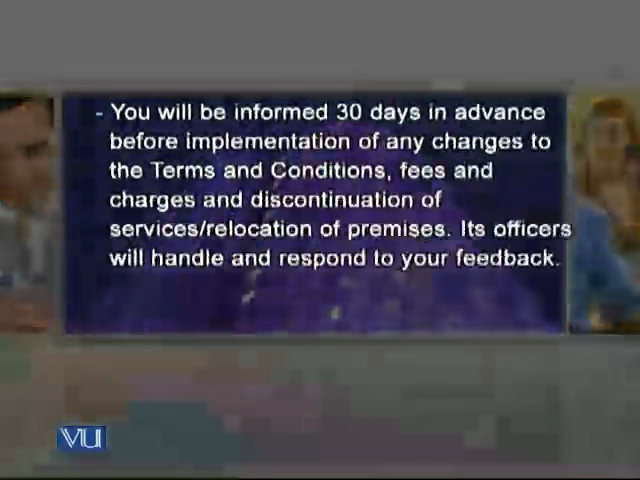 - You will be informed 30 days in advance
before implementation of any changes to
the Terms and Conditions, fees and
charges and discontinuation of
services/relocation of premises. Its officers
will handle and respond to your feedback.
VU